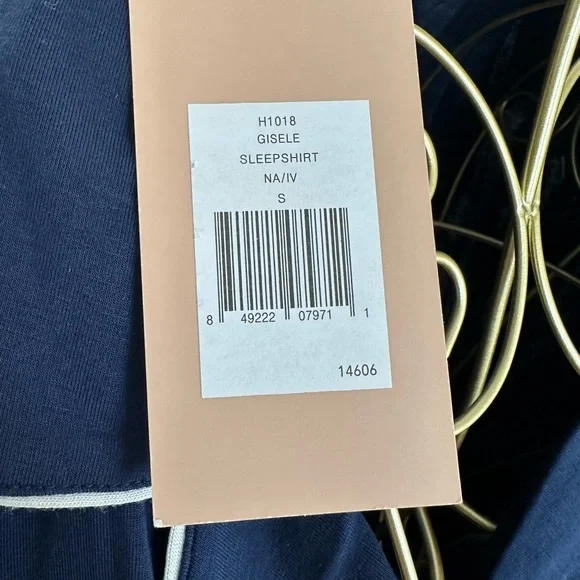 H1018
GISELE
SLEEPSHIRT
NA/IV
S
8 49222 07971 1
14606